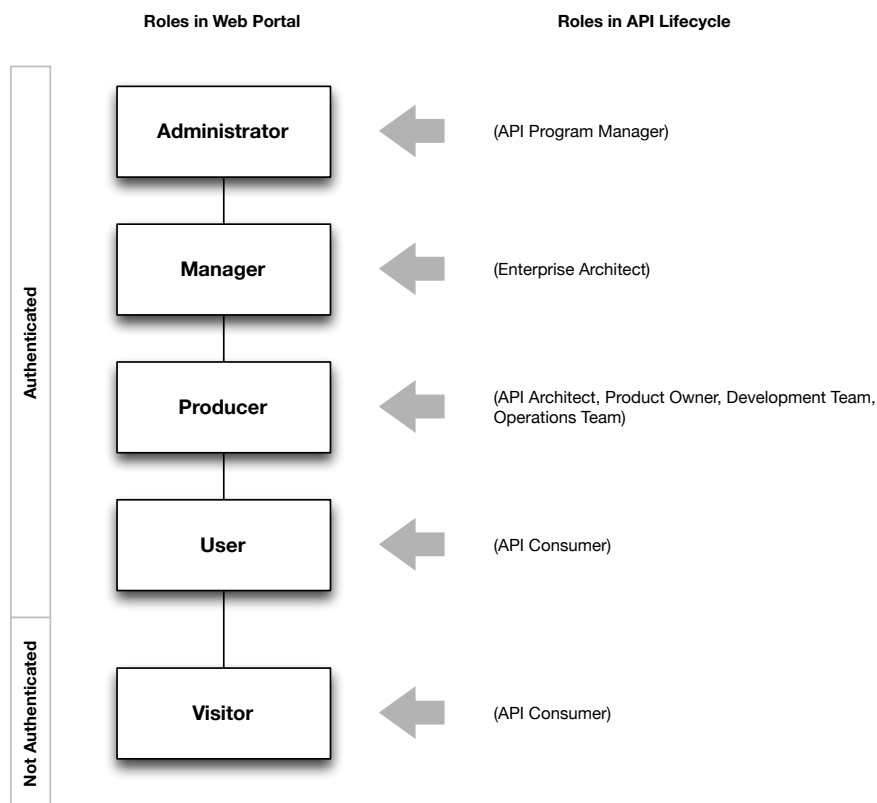 Roles in Web Portal
Roles in API Lifecycle
Authenticated
Administrator
(API Program Manager)
Manager
(Enterprise Architect)
Producer
(API Architect, Product Owner, Development Team,
Operations Team)
User
(API Consumer)
Not Authenticated
Visitor
(API Consumer)